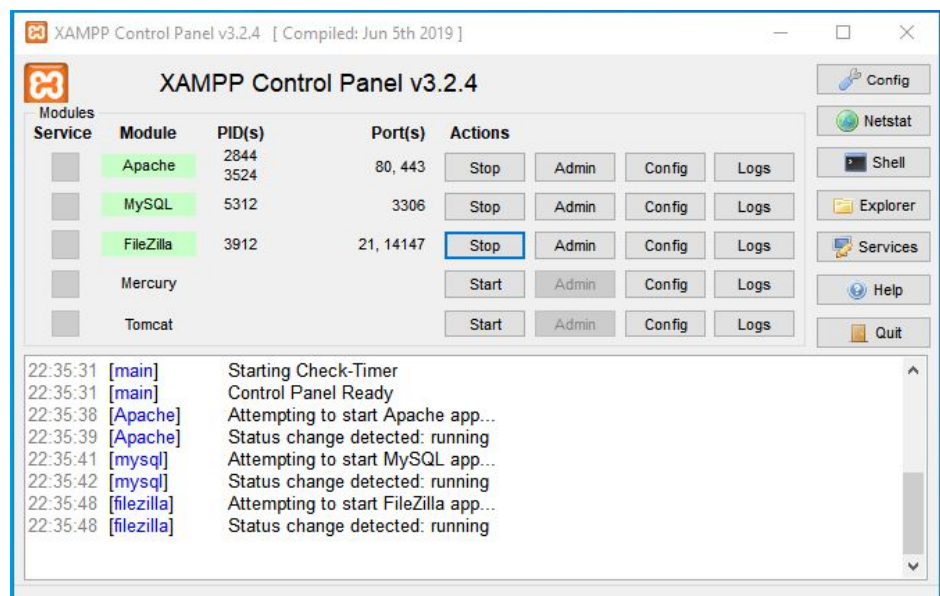 XAMPP Control Panel v3.2.4 [ Compiled: Jun 5th 2019 ]
XAMPP Control Panel v3.2.4
Config
Modules
Service Module PID(s) Port(s) Actions
Netstat
Apache 2844 3524 80, 443 Stop Admin Config Logs
Shell
MySQL 5312 3306 Stop Admin Config Logs
Explorer
FileZilla 3912 21, 14147 Stop Admin Config Logs
Services
Mercury Start Admin Config Logs
Help
Tomcat Start Admin Config Logs
Quit
22:35:31 [main] Starting Check-Timer
22:35:31 [main] Control Panel Ready
22:35:38 [Apache] Attempting to start Apache app...
22:35:39 [Apache] Status change detected: running
22:35:41 [mysql] Attempting to start MySQL app...
22:35:42 [mysql] Status change detected: running
22:35:48 [filezilla] Attempting to start FileZilla app...
22:35:48 [filezilla] Status change detected: running